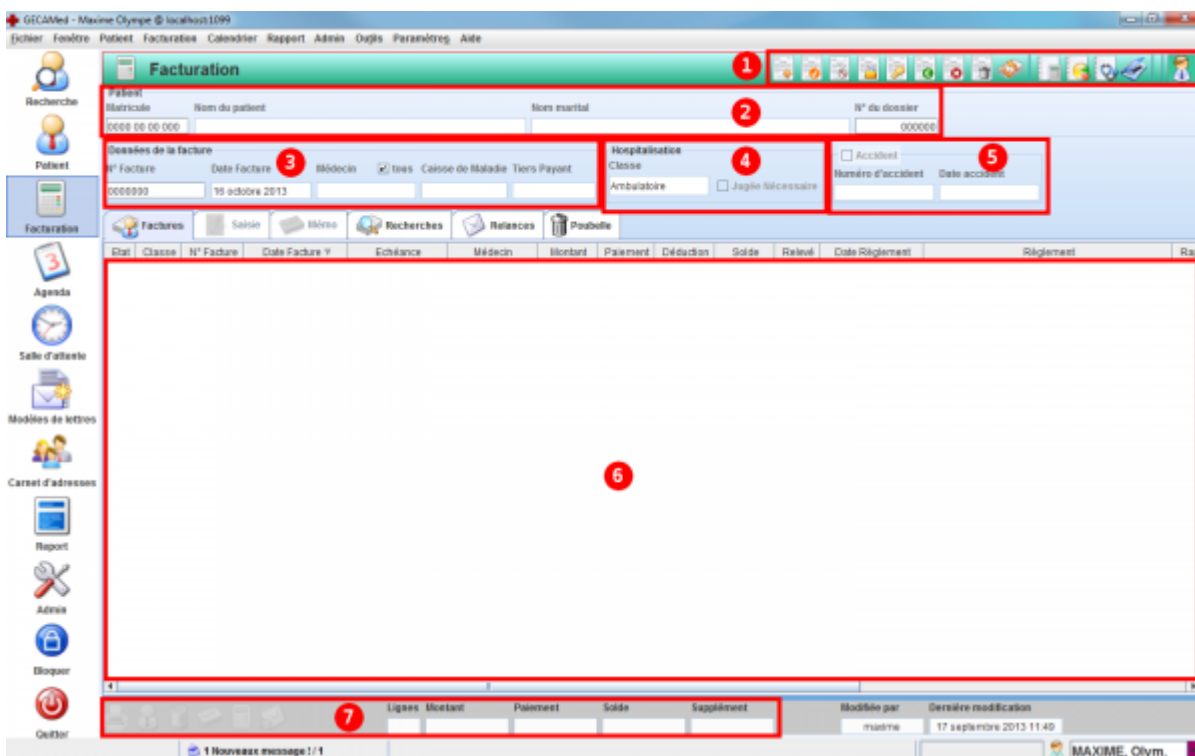 GECAMed - Maxime Olympe @ localhost:1099
Fichier Fenêtre Patient Facturation Calendrier Rapport Admin Outils Paramètres Aide
Facturation
1
Recherche
Patient
Facturation
Agenda
Salle d'attente
Modèles de lettres
Carnet d'adresses
Report
Admin
Bloquer
Quitter
Patient
Matricule Nom du patient Nom marital N° du dossier
2
0000 00 00 000 000000
Données de la facture
3
N° Facture Date Facture Médecin tous Caisse de Maladie Tiers Payant
0000000 16 octobre 2013
Hospitalisation
4
Classe
Ambulatoire Jugée Nécessaire
Accident
5
Numéro d'accident Date accident
Factures Saisie Mémo Recherches Relances Poubelle
Etat Classe N° Facture Date Facture Echéance Médecin Montant Paiement Déduction Solde Relevé Date Règlement Règlement Ra
6
7
Lignes Montant Paiement Solde Supplément
Modifiée par Dernière modification
maxime 17 septembre 2013 11:49
1 Nouveaux message ! / 1
MAXIME, Olym.